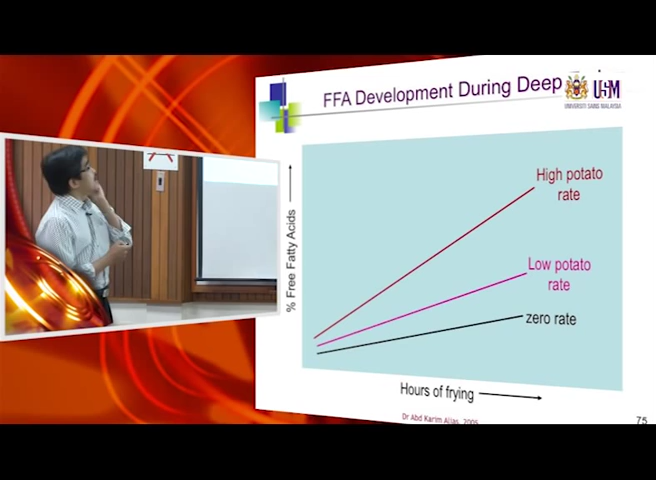 FFA Development During Deep
USM
UNIVERSITI SAINS MALAYSIA
% Free Fatty Acids
High potato
rate
Low potato
rate
zero rate
Hours of frying
Dr Abd Karim Alias, 2005
75